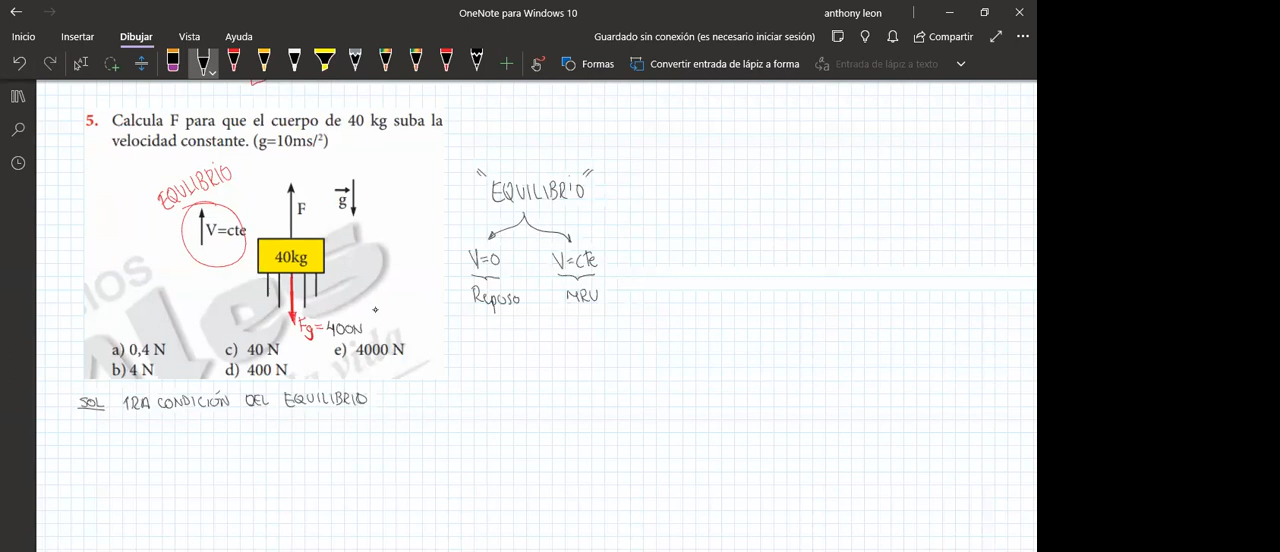 OneNote para Windows 10
anthony leon
Inicio Insertar Dibujar Vista Ayuda
Guardado sin conexión (es necesario iniciar sesión) Compartir
Formas Convertir entrada de lápiz a forma Entrada de lápiz a texto
5. Calcula F para que el cuerpo de 40 kg suba la
velocidad constante. (g=10ms/²)
EQULIBRIO
F
g
V=cte
40kg
Fg=400N
a) 0,4 N c) 40 N e) 4000 N
b) 4 N d) 400 N
"EQUILIBRIO"
V=0 V=cte
Reposo MRU
SOL 1RA CONDICIÓN DEL EQUILIBRIO